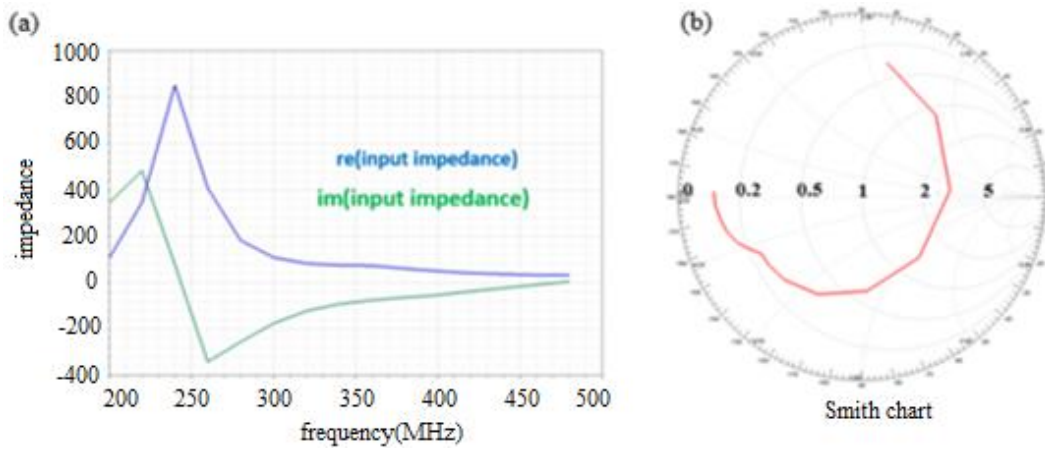 (a)
1000
800
600
400
200
0
-200
-400
impedance
re(input impedance)
im(input impedance)
200 250 300 350 400 450 500
frequency(MHz)
(b)
0 0.2 0.5 1 2 5
Smith chart